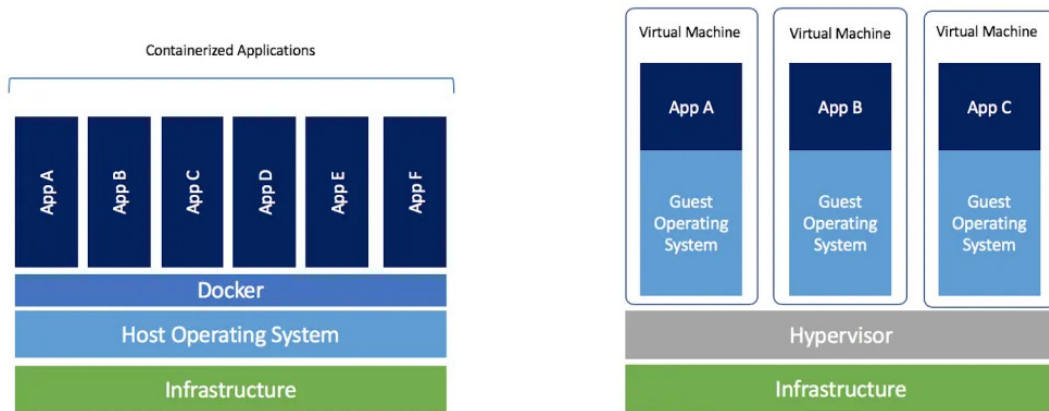 Containerized Applications
App A
App B
App C
App D
App E
App F
Docker
Host Operating System
Infrastructure
Virtual Machine
App A
Guest
Operating
System
Virtual Machine
App B
Guest
Operating
System
Virtual Machine
App C
Guest
Operating
System
Hypervisor
Infrastructure